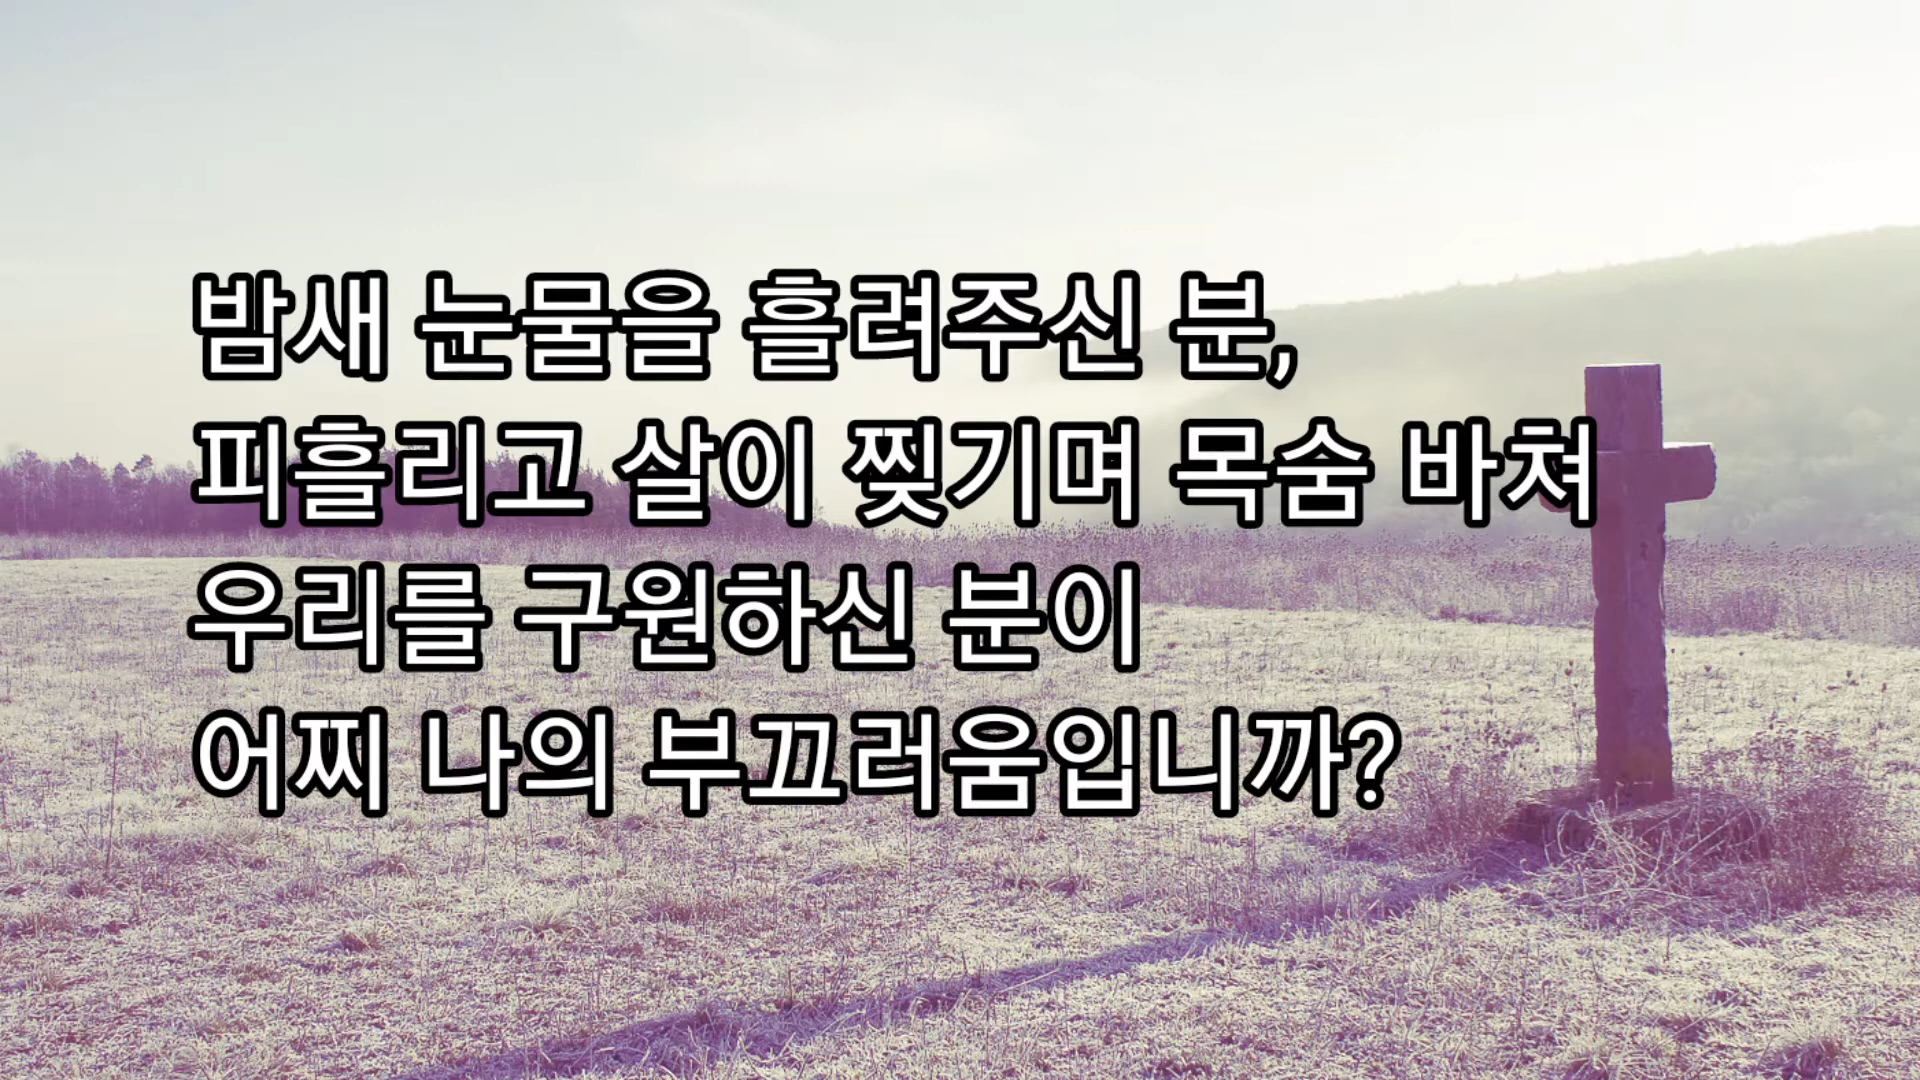 밤새 눈물을 흘려주신 분,
피흘리고 살이 찢기며 목숨 바쳐
우리를 구원하신 분이
어찌 나의 부끄러움입니까?